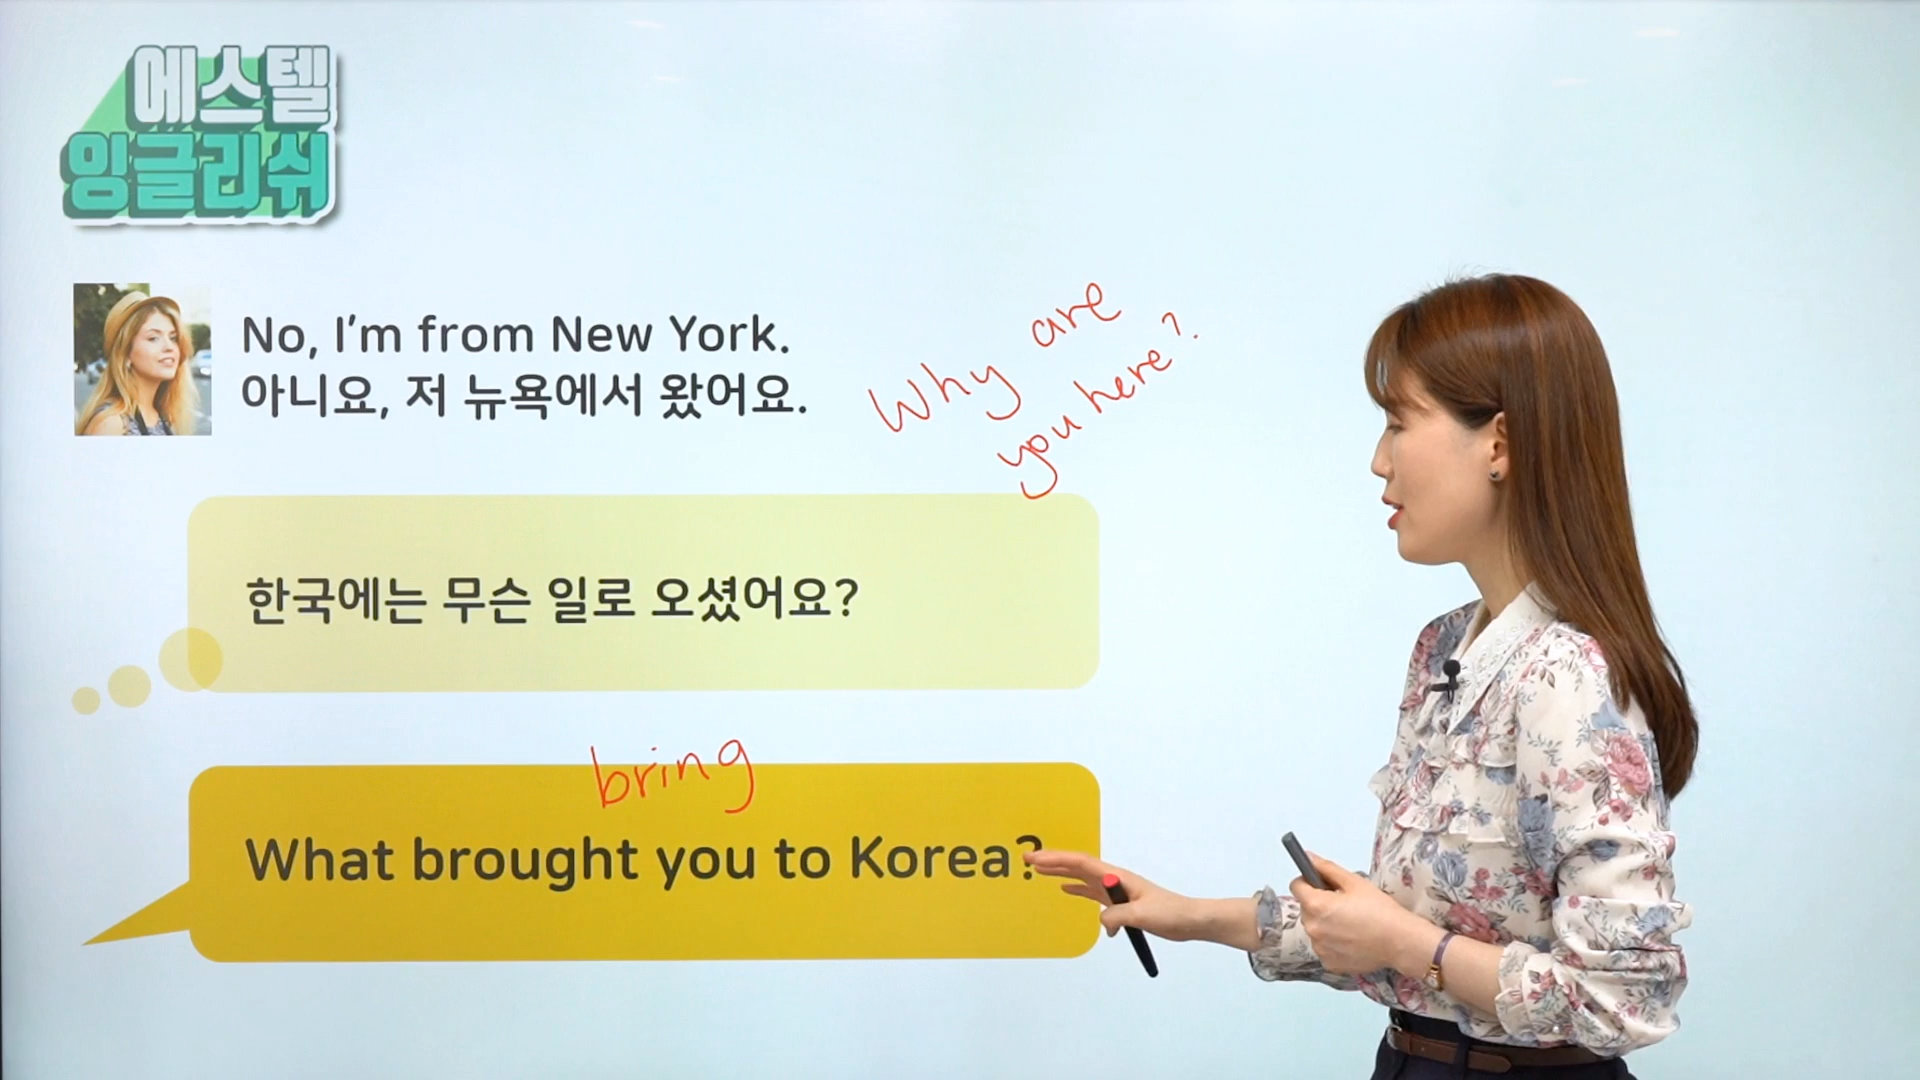 에스텔
잉글리쉬
No, I'm from New York.
아니요, 저 뉴욕에서 왔어요.
Why are
you here?
한국에는 무슨 일로 오셨어요?
bring
What brought you to Korea?